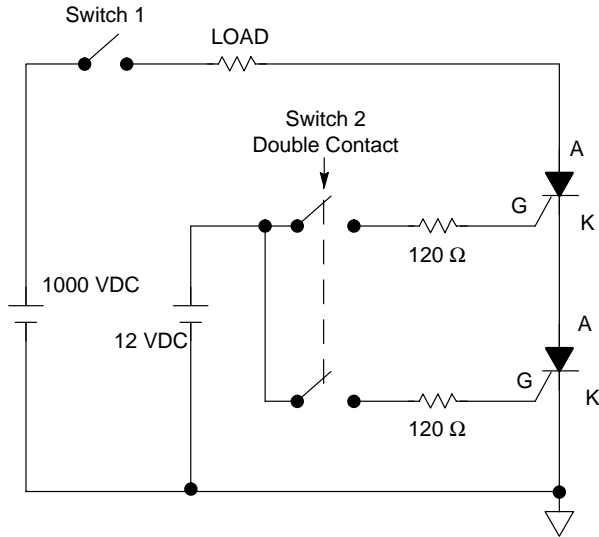 Switch 1
LOAD
Switch 2
Double Contact
A
G
K
120 Ω
1000 VDC
12 VDC
A
G
K
120 Ω